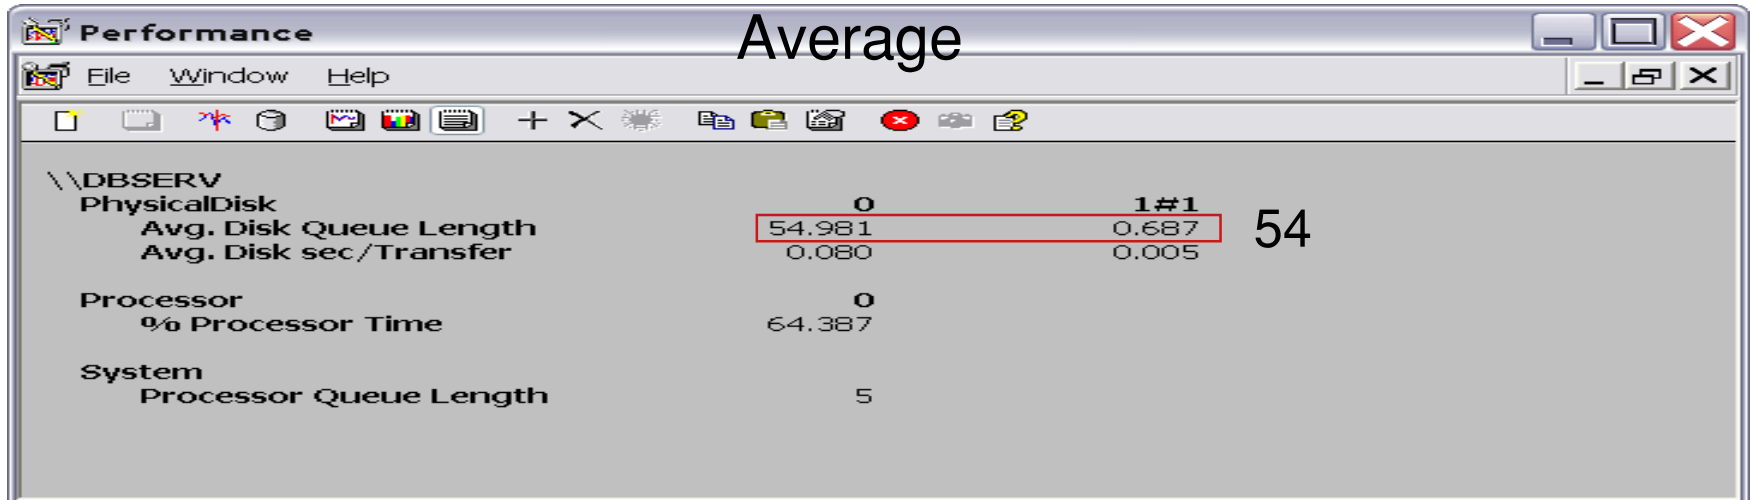 Performance
Average
File Window Help
\\DBSERV
PhysicalDisk 0 1#1
Avg. Disk Queue Length 54.981 0.687 54
Avg. Disk sec/Transfer 0.080 0.005
Processor 0
% Processor Time 64.387
System
Processor Queue Length 5